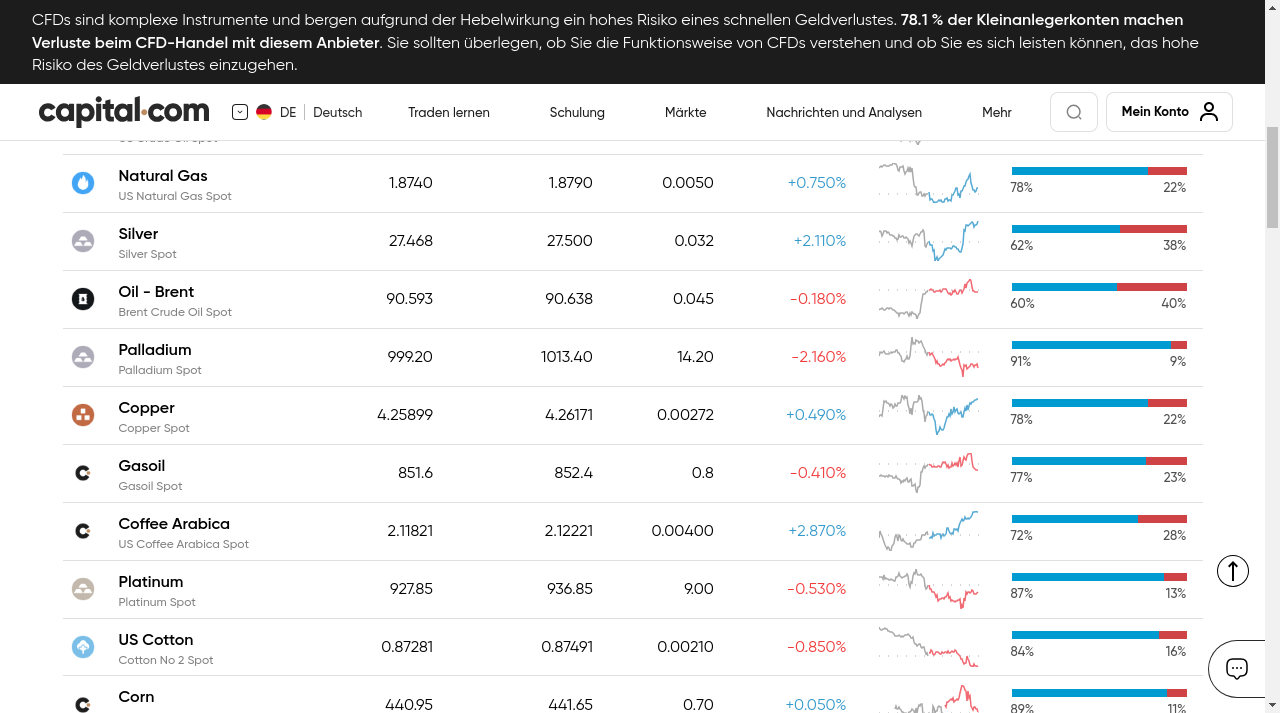 CFDs sind komplexe Instrumente und bergen aufgrund der Hebelwirkung ein hohes Risiko eines schnellen Geldverlustes. 78.1 % der Kleinanlegerkonten machen
Verluste beim CFD-Handel mit diesem Anbieter. Sie sollten überlegen, ob Sie die Funktionsweise von CFDs verstehen und ob Sie es sich leisten können, das hohe
Risiko des Geldverlustes einzugehen.
capital.com DE Deutsch Traden lernen Schulung Märkte Nachrichten und Analysen Mehr Mein Konto
US Crude Oil Spot
Natural Gas 1.8740 1.8790 0.0050 +0.750%
US Natural Gas Spot 78% 22%
Silver 27.468 27.500 0.032 +2.110%
Silver Spot 62% 38%
Oil - Brent 90.593 90.638 0.045 -0.180%
Brent Crude Oil Spot 60% 40%
Palladium 999.20 1013.40 14.20 -2.160%
Palladium Spot 91% 9%
Copper 4.25899 4.26171 0.00272 +0.490%
Copper Spot 78% 22%
Gasoil 851.6 852.4 0.8 -0.410%
Gasoil Spot 77% 23%
Coffee Arabica 2.11821 2.12221 0.00400 +2.870%
US Coffee Arabica Spot 72% 28%
Platinum 927.85 936.85 9.00 -0.530%
Platinum Spot 87% 13%
US Cotton 0.87281 0.87491 0.00210 -0.850%
Cotton No 2 Spot 84% 16%
Corn 440.95 441.65 0.70 +0.050%
89% 11%